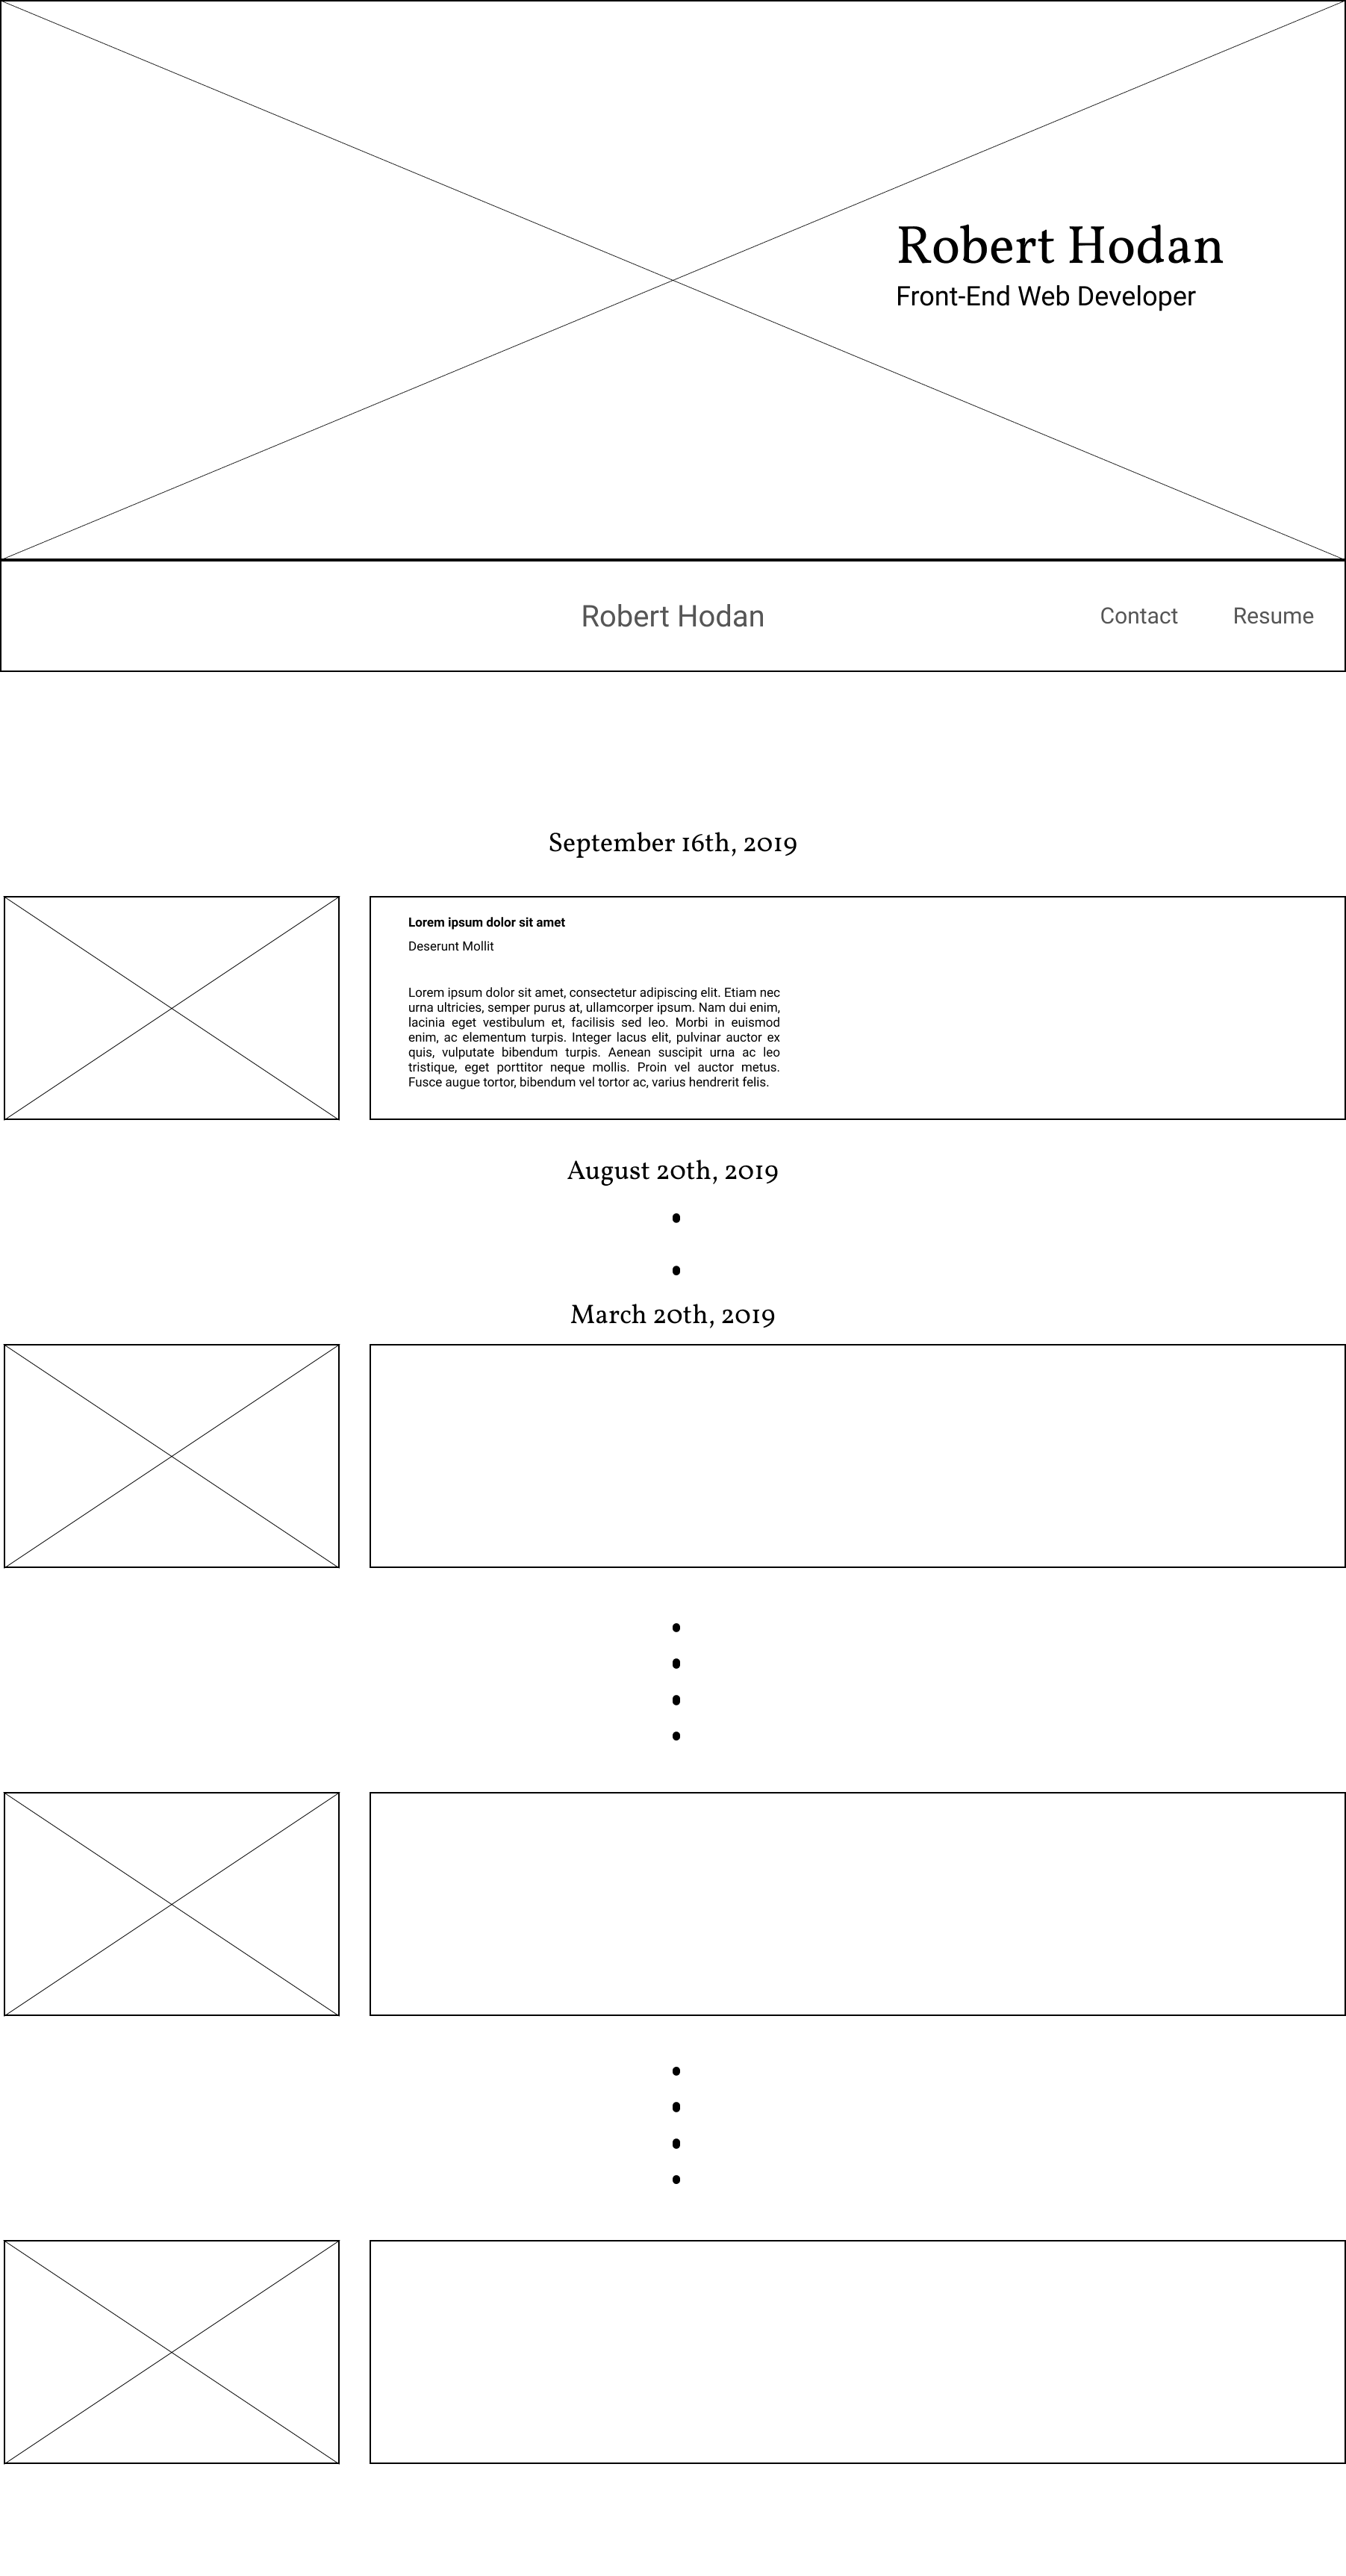 Robert Hodan
Front-End Web Developer
Robert Hodan
Contact Resume
September 16th, 2019
Lorem ipsum dolor sit amet
Deserunt Mollit
Lorem ipsum dolor sit amet, consectetur adipiscing elit. Etiam nec
urna ultricies, semper purus at, ullamcorper ipsum. Nam dui enim,
lacinia eget vestibulum et, facilisis sed leo. Morbi in euismod
enim, ac elementum turpis. Integer lacus elit, pulvinar auctor ex
quis, vulputate bibendum turpis. Aenean suscipit urna ac leo
tristique, eget porttitor neque mollis. Proin vel auctor metus.
Fusce augue tortor, bibendum vel tortor ac, varius hendrerit felis.
August 20th, 2019
March 20th, 2019